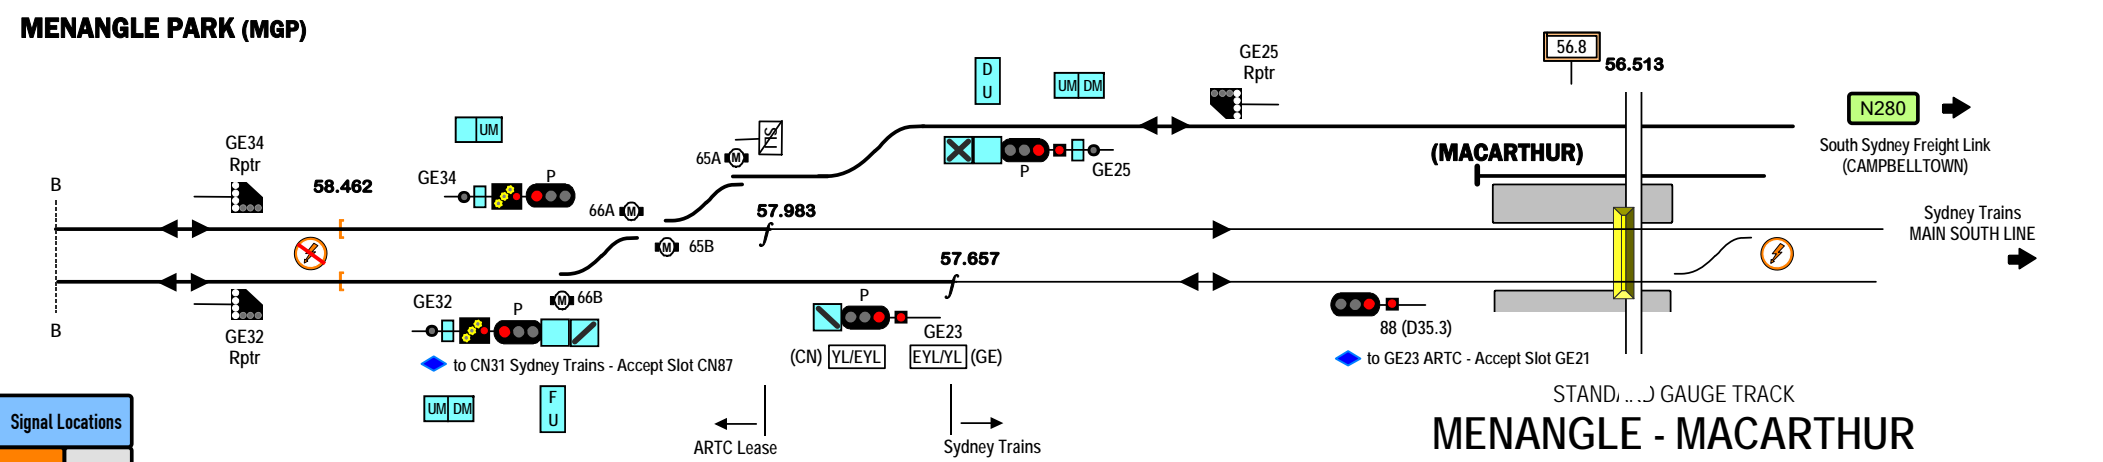 MENANGLE PARK (MGP)
56.8
56.513
GE25
Rptr
D
U
UM DM
N280
South Sydney Freight Link
(CAMPBELLTOWN)
UM
GE34
Rptr
65A
M
P
GE25
(MACARTHUR)
B
58.462
GE34
P
66A
M
57.983
Sydney Trains
MAIN SOUTH LINE
M
65B
57.657
GE32
P
M
66B
P
B
GE32
Rptr
GE23
88 (D35.3)
(CN)
YL/EYL
EYL/YL
(GE)
to CN31 Sydney Trains - Accept Slot CN87
to GE23 ARTC - Accept Slot GE21
UM DM
F
U
ARTC Lease
Sydney Trains
GAUGE TRACK
MENANGLE - MACARTHUR
Signal Locations